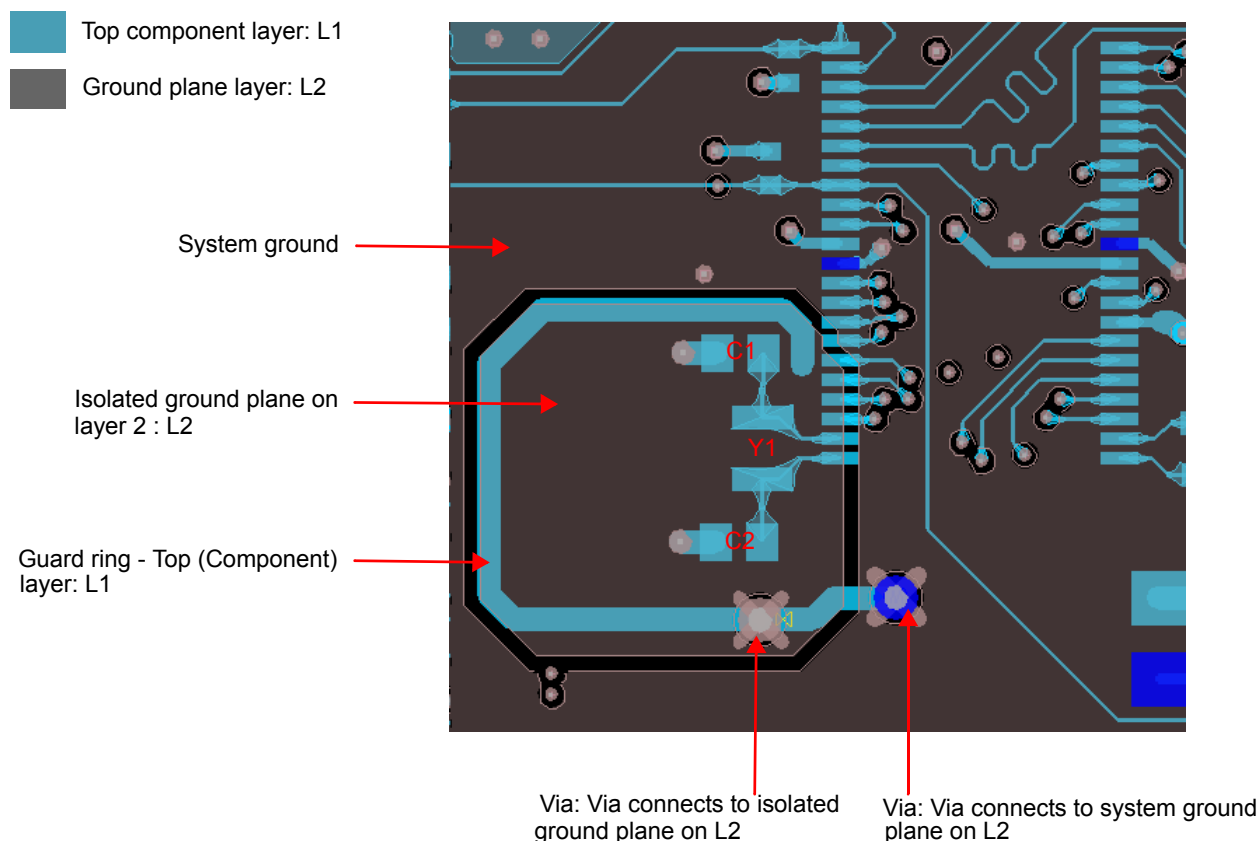 Top component layer: L1
Ground plane layer: L2
System ground
C1
Isolated ground plane on
layer 2 : L2
Y1
C2
Guard ring - Top (Component)
layer: L1
Via: Via connects to isolated
ground plane on L2
Via: Via connects to system ground
plane on L2